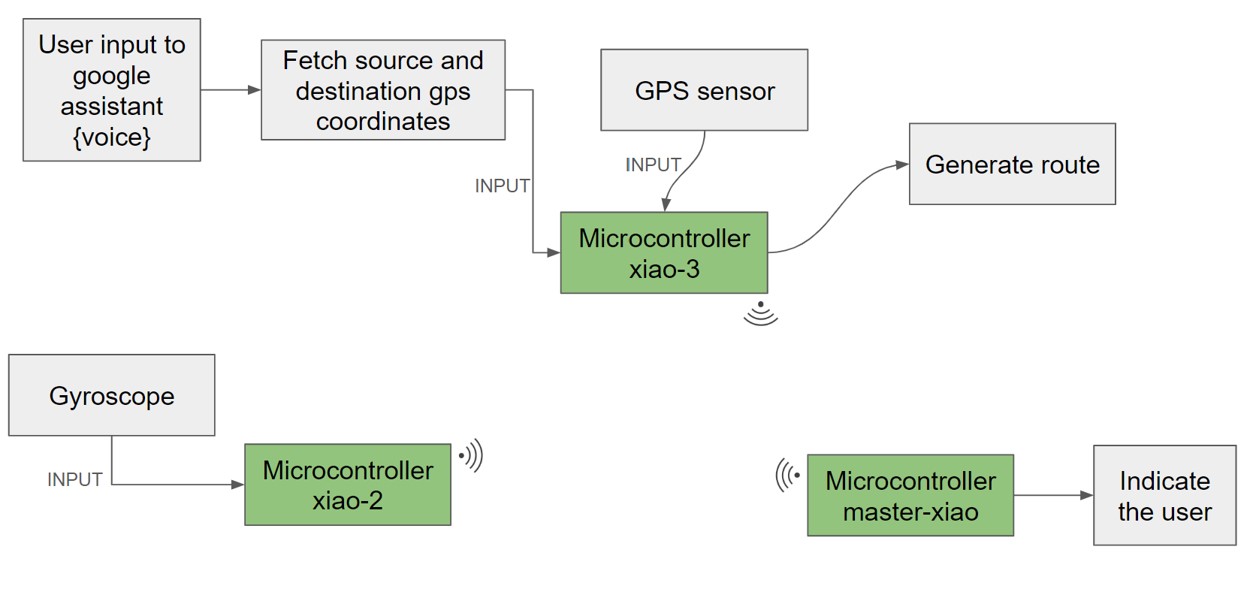 User input to
google
assistant
{voice}
Fetch source and
destination gps
coordinates
GPS sensor
INPUT
INPUT
Generate route
Microcontroller
xiao-3
Gyroscope
INPUT
Microcontroller
xiao-2
Microcontroller
master-xiao
Indicate
the user